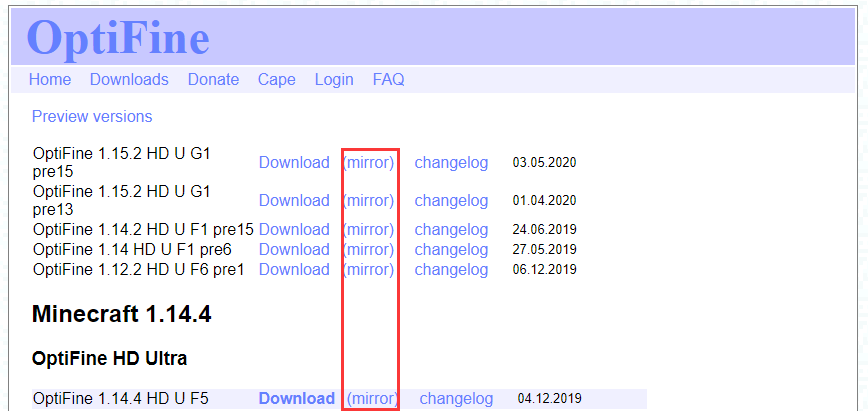 OptiFine
Home Downloads Donate Cape Login FAQ
Preview versions
OptiFine 1.15.2 HD U G1 pre15 Download (mirror) changelog 03.05.2020
OptiFine 1.15.2 HD U G1 pre13 Download (mirror) changelog 01.04.2020
OptiFine 1.14.2 HD U F1 pre15 Download (mirror) changelog 24.06.2019
OptiFine 1.14 HD U F1 pre6 Download (mirror) changelog 27.05.2019
OptiFine 1.12.2 HD U F6 pre1 Download (mirror) changelog 06.12.2019
Minecraft 1.14.4
OptiFine HD Ultra
OptiFine 1.14.4 HD U F5 Download (mirror) changelog 04.12.2019